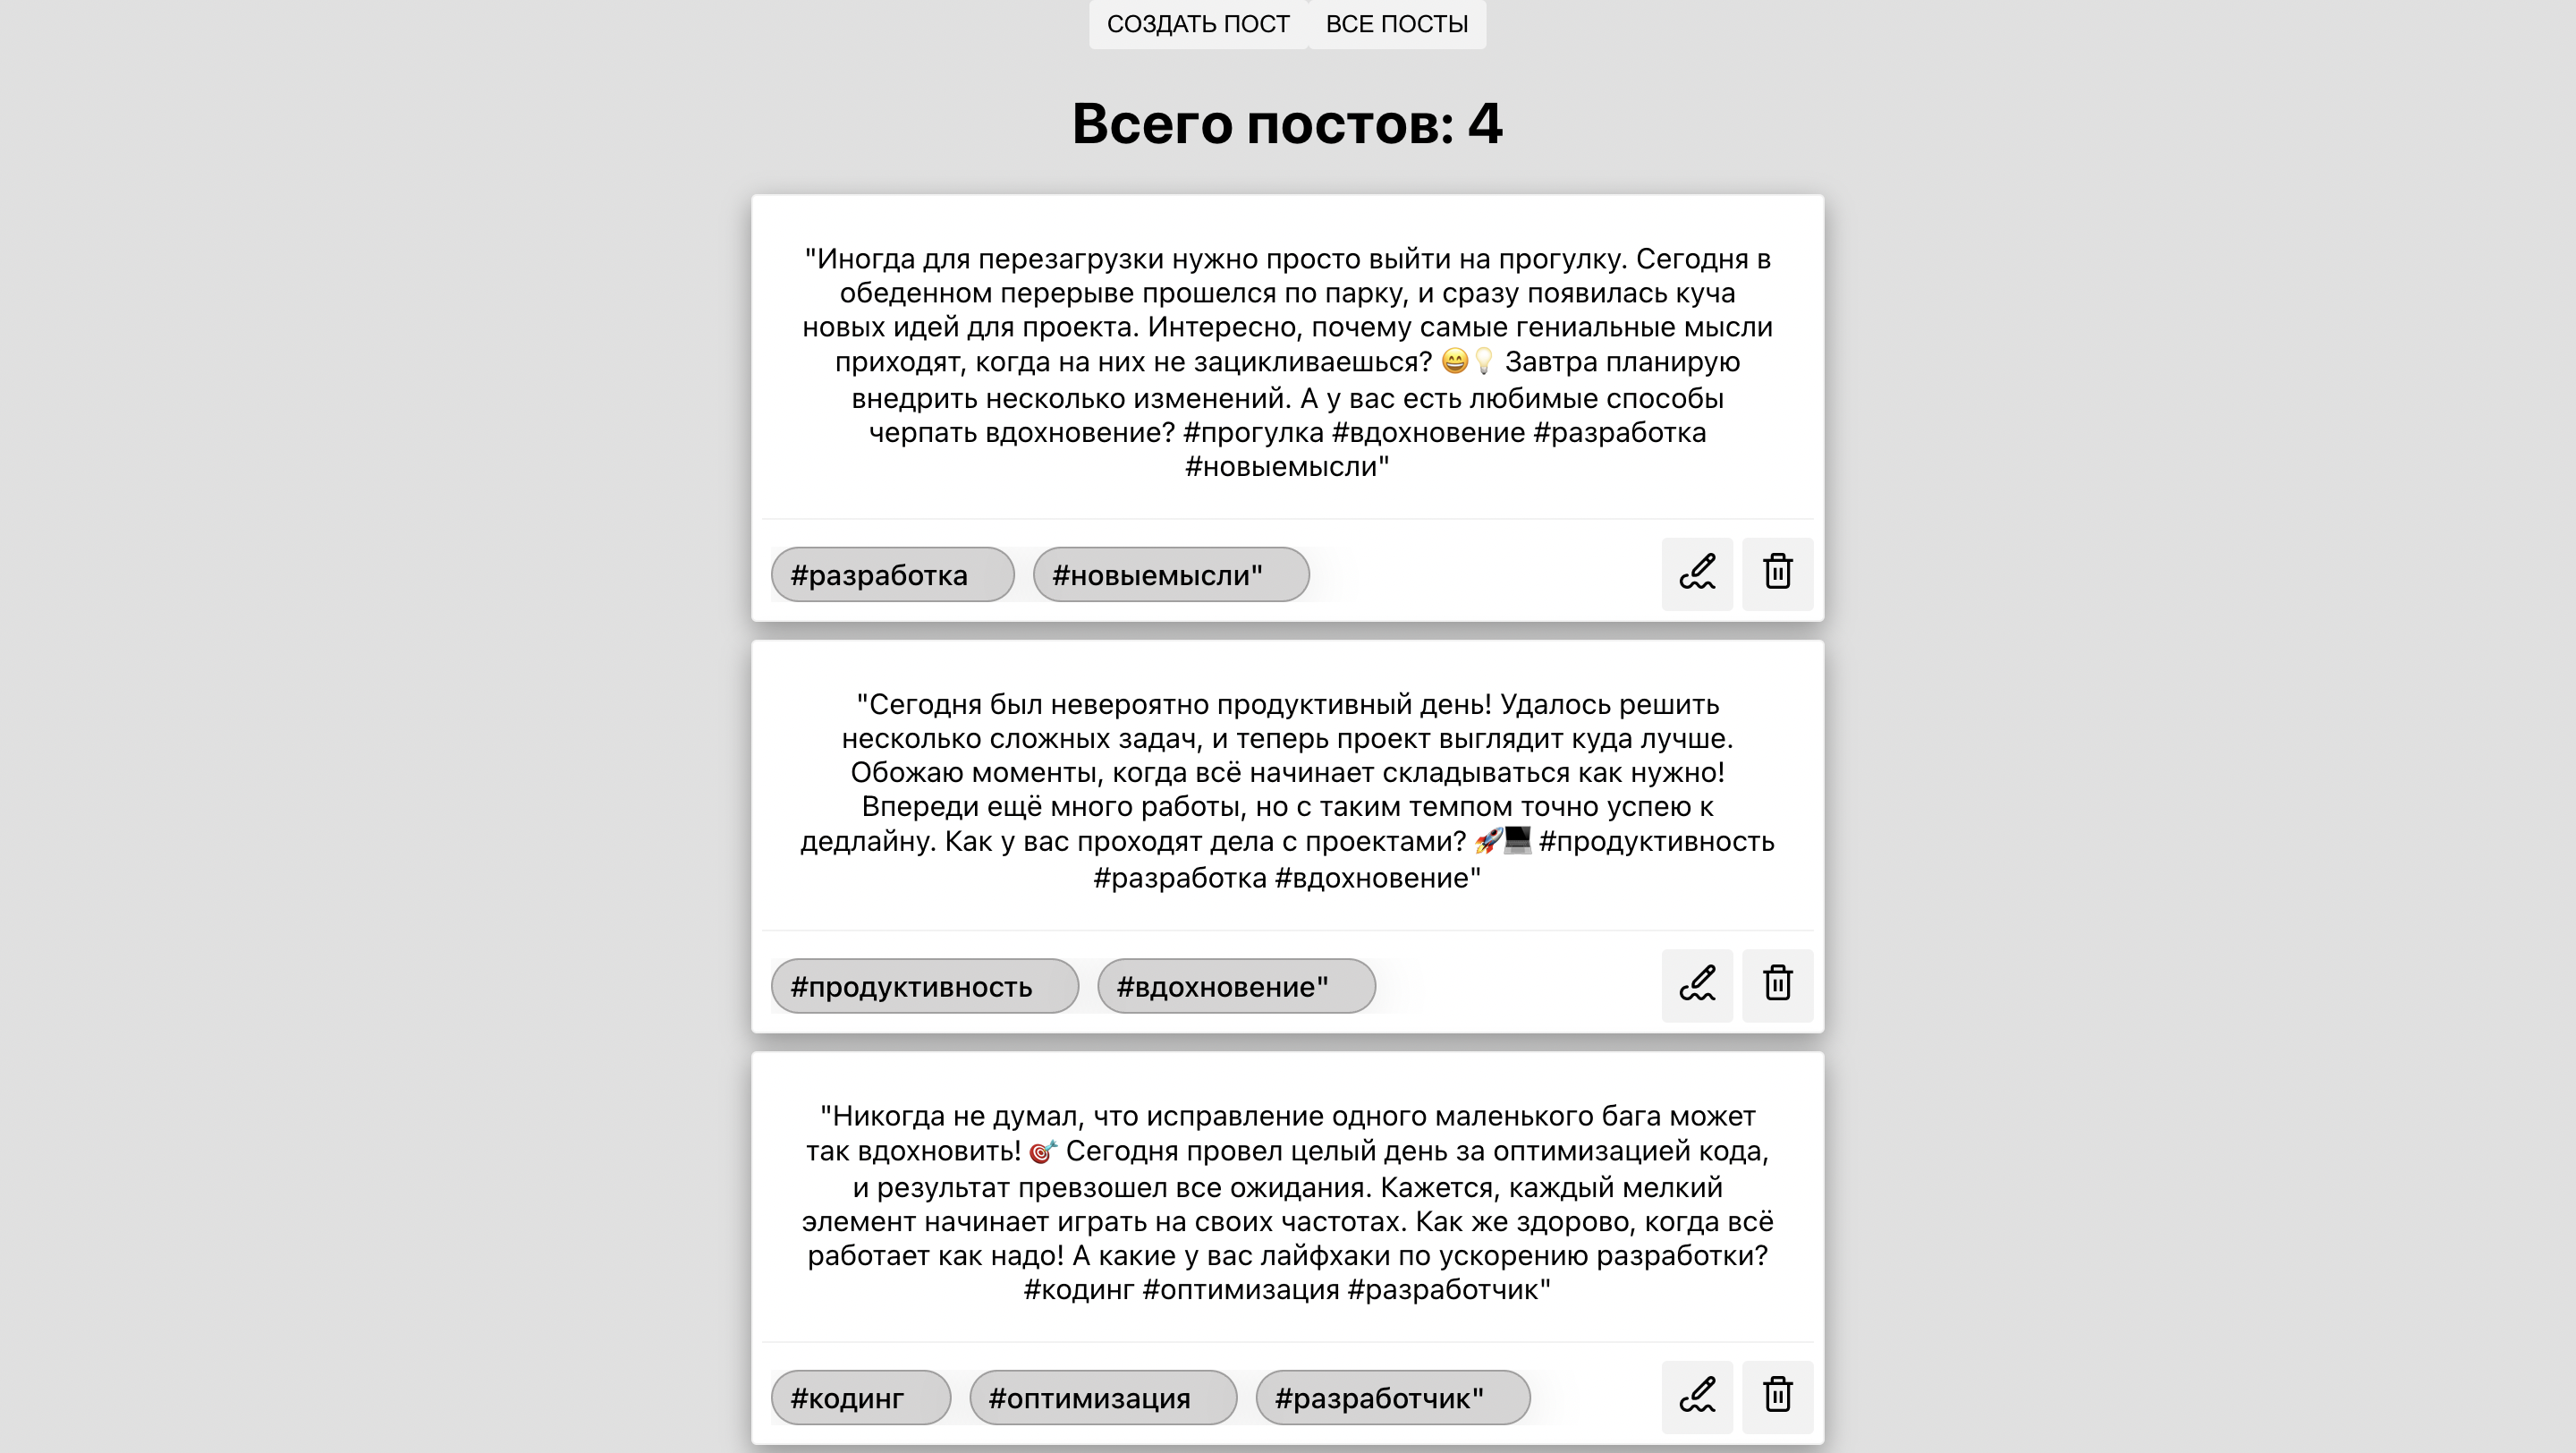 СОЗДАТЬ ПОСТ ВСЕ ПОСТЫ
Всего постов: 4
"Иногда для перезагрузки нужно просто выйти на прогулку. Сегодня в
обеденном перерыве прошелся по парку, и сразу появилась куча
новых идей для проекта. Интересно, почему самые гениальные мысли
приходят, когда на них не зацикливаешься? 😄💡 Завтра планирую
внедрить несколько изменений. А у вас есть любимые способы
черпать вдохновение? #прогулка #вдохновение #разработка
#новыемысли"
#разработка #новыемысли"
"Сегодня был невероятно продуктивный день! Удалось решить
несколько сложных задач, и теперь проект выглядит куда лучше.
Обожаю моменты, когда всё начинает складываться как нужно!
Впереди ещё много работы, но с таким темпом точно успею к
дедлайну. Как у вас проходят дела с проектами? 🚀💻 #продуктивность
#разработка #вдохновение"
#продуктивность #вдохновение"
"Никогда не думал, что исправление одного маленького бага может
так вдохновить! 🎯 Сегодня провел целый день за оптимизацией кода,
и результат превзошел все ожидания. Кажется, каждый мелкий
элемент начинает играть на своих частотах. Как же здорово, когда всё
работает как надо! А какие у вас лайфхаки по ускорению разработки?
#кодинг #оптимизация #разработчик"
#кодинг #оптимизация #разработчик"